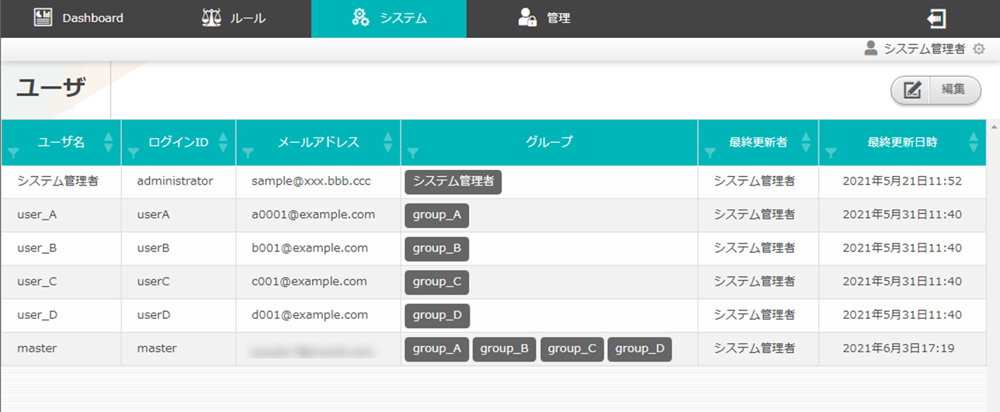 Dashboard ルール システム 管理
システム管理者
ユーザ
編集
ユーザ名 ログインID メールアドレス グループ 最終更新者 最終更新日時
システム管理者 administrator sample@xxx.bbb.ccc システム管理者 システム管理者 2021年5月21日11:52
user_A userA a0001@example.com group_A システム管理者 2021年5月31日11:40
user_B userB b001@example.com group_B システム管理者 2021年5月31日11:40
user_C userC c001@example.com group_C システム管理者 2021年5月31日11:40
user_D userD d001@example.com group_D システム管理者 2021年5月31日11:40
master master group_A group_B group_C group_D システム管理者 2021年6月3日17:19